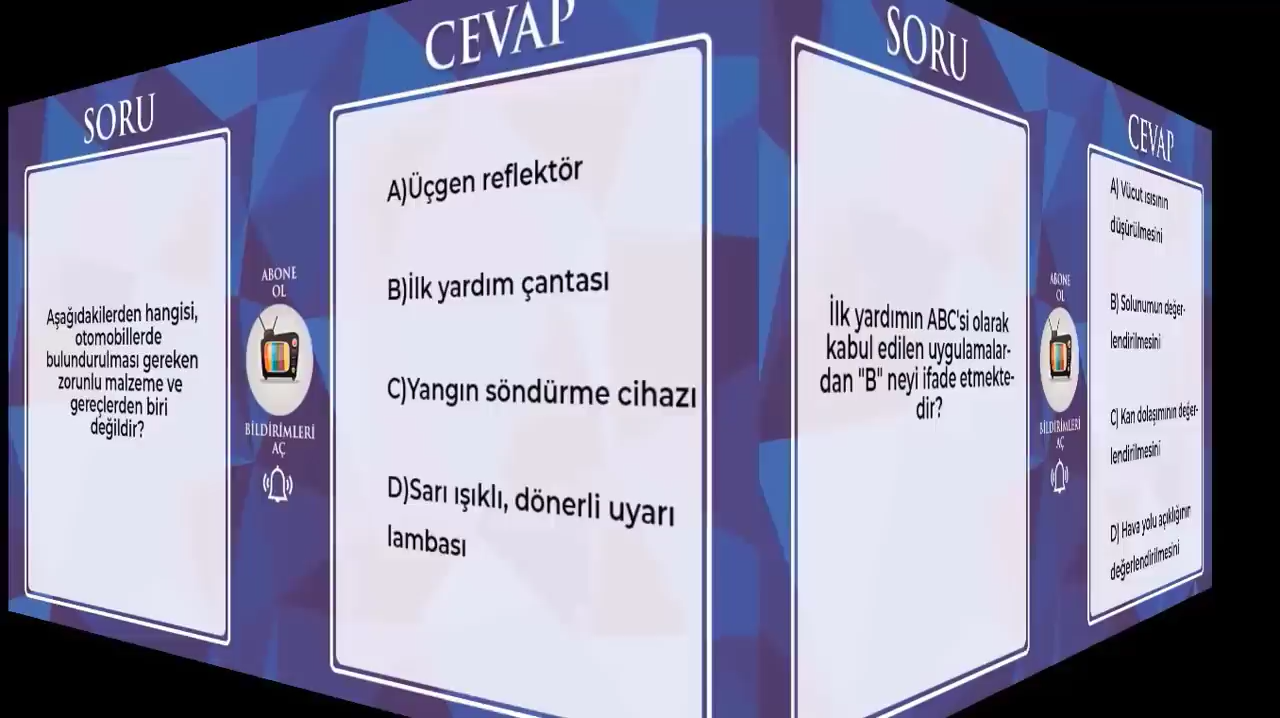 SORU
Aşağıdakilerden hangisi,
otomobillerde
bulundurulması gereken
zorunlu malzeme ve
gereçlerden biri
değildir?
ABONE
OL
BİLDİRİMLERİ
AÇ
CEVAP
A)Üçgen reflektör
B)İlk yardım çantası
C)Yangın söndürme cihazı
D)Sarı ışıklı, dönerli uyarı
lambası
SORU
İlk yardımın ABC'si olarak
kabul edilen uygulamalar-
dan "B" neyi ifade etmekte-
dir?
ABONE
OL
BİLDİRİMLERİ
AÇ
CEVAP
A) Vücut ısısının
düşürülmesini
B) Solunumun değer-
lendirilmesini
C) Kan dolaşımının değer-
lendirilmesini
D) Hava yolu açıklığının
değerlendirilmesini